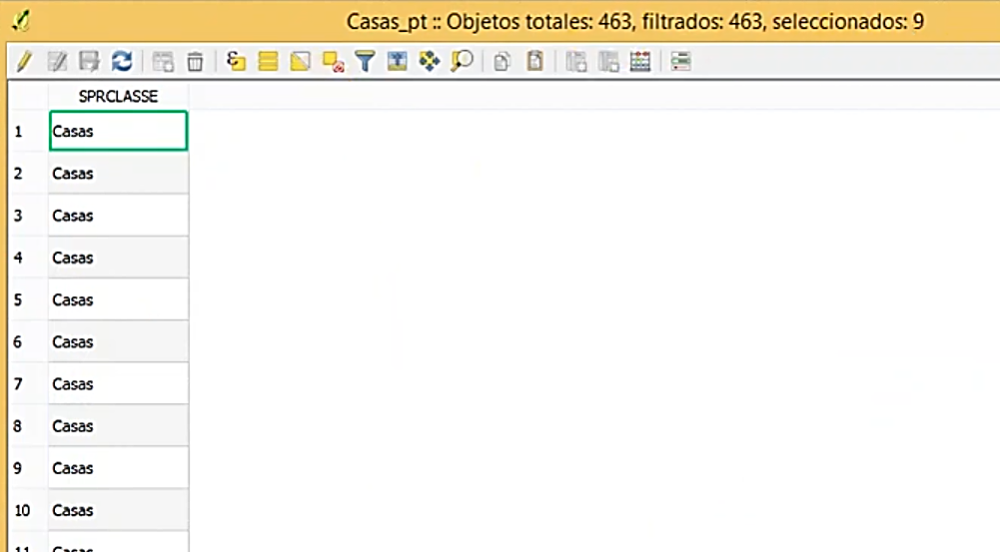 Casas_pt :: Objetos totales: 463, filtrados: 463, seleccionados: 9
SPRCLASSE
1 Casas
2 Casas
3 Casas
4 Casas
5 Casas
6 Casas
7 Casas
8 Casas
9 Casas
10 Casas
11 Casas